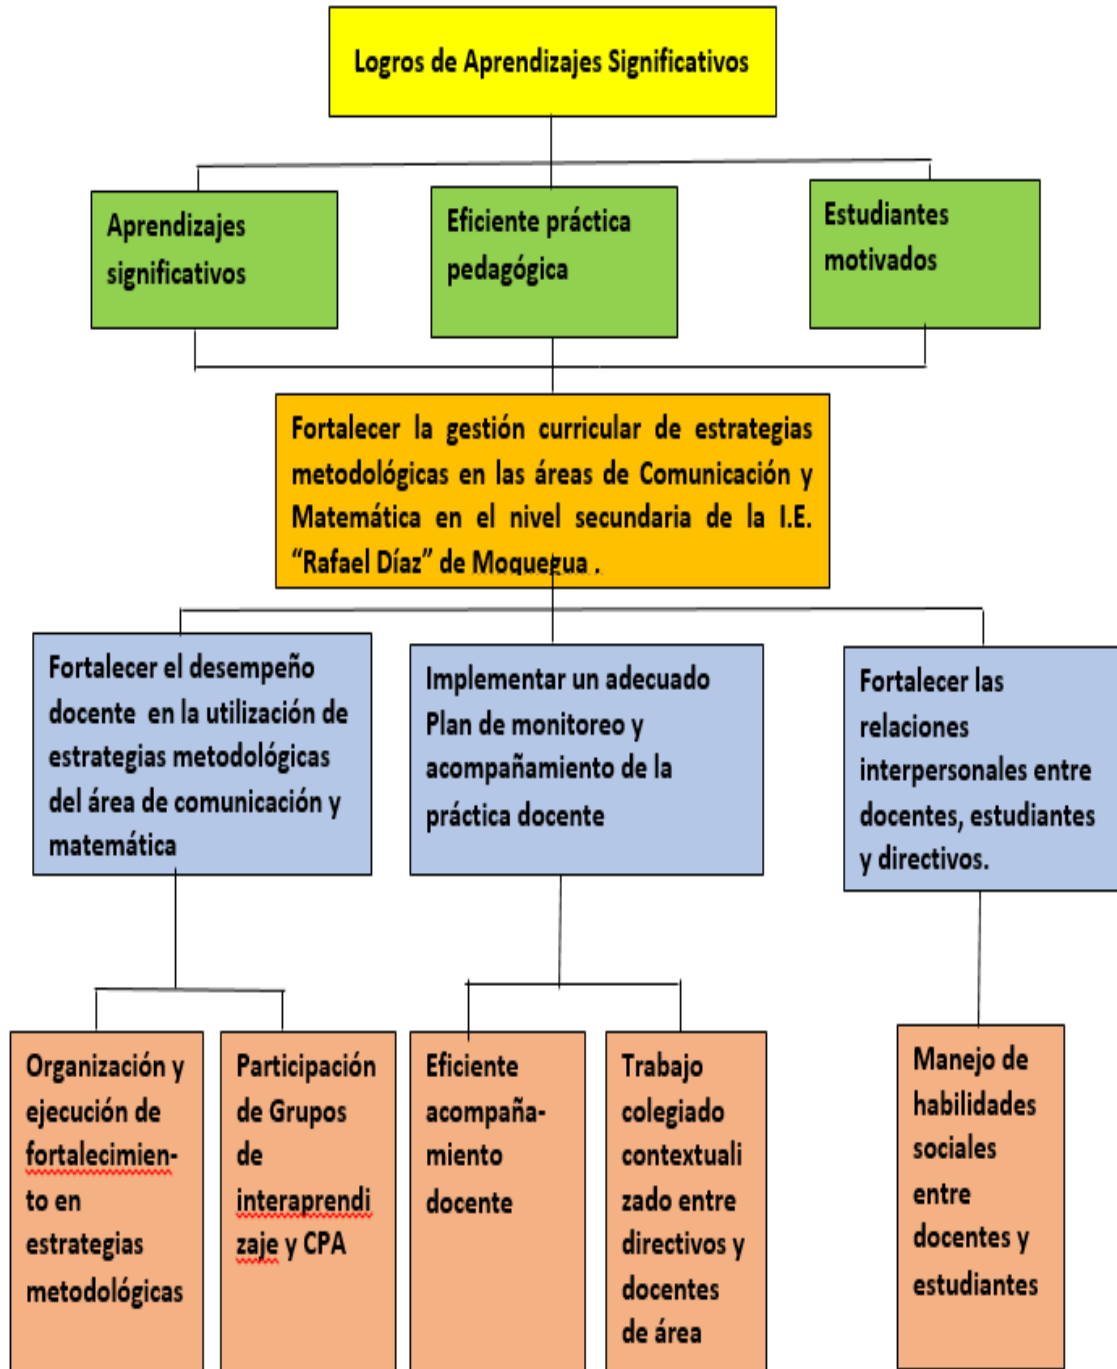 Logros de Aprendizajes Significativos
Aprendizajes
significativos
Eficiente práctica
pedagógica
Estudiantes
motivados
Fortalecer la gestión curricular de estrategias
metodológicas en las áreas de Comunicación y
Matemática en el nivel secundaria de la I.E.
“Rafael Díaz” de Moquegua .
Fortalecer el desempeño
docente en la utilización de
estrategias metodológicas
del área de comunicación y
matemática
Implementar un adecuado
Plan de monitoreo y
acompañamiento de la
práctica docente
Fortalecer las
relaciones
interpersonales entre
docentes, estudiantes
y directivos.
Organización y
ejecución de
fortalecimien-
to en
estrategias
metodológicas
Participación
de Grupos
de
interaprendi
zaje y CPA
Eficiente
acompaña-
miento
docente
Trabajo
colegiado
contextuali
zado entre
directivos y
docentes
de área
Manejo de
habilidades
sociales
entre
docentes y
estudiantes